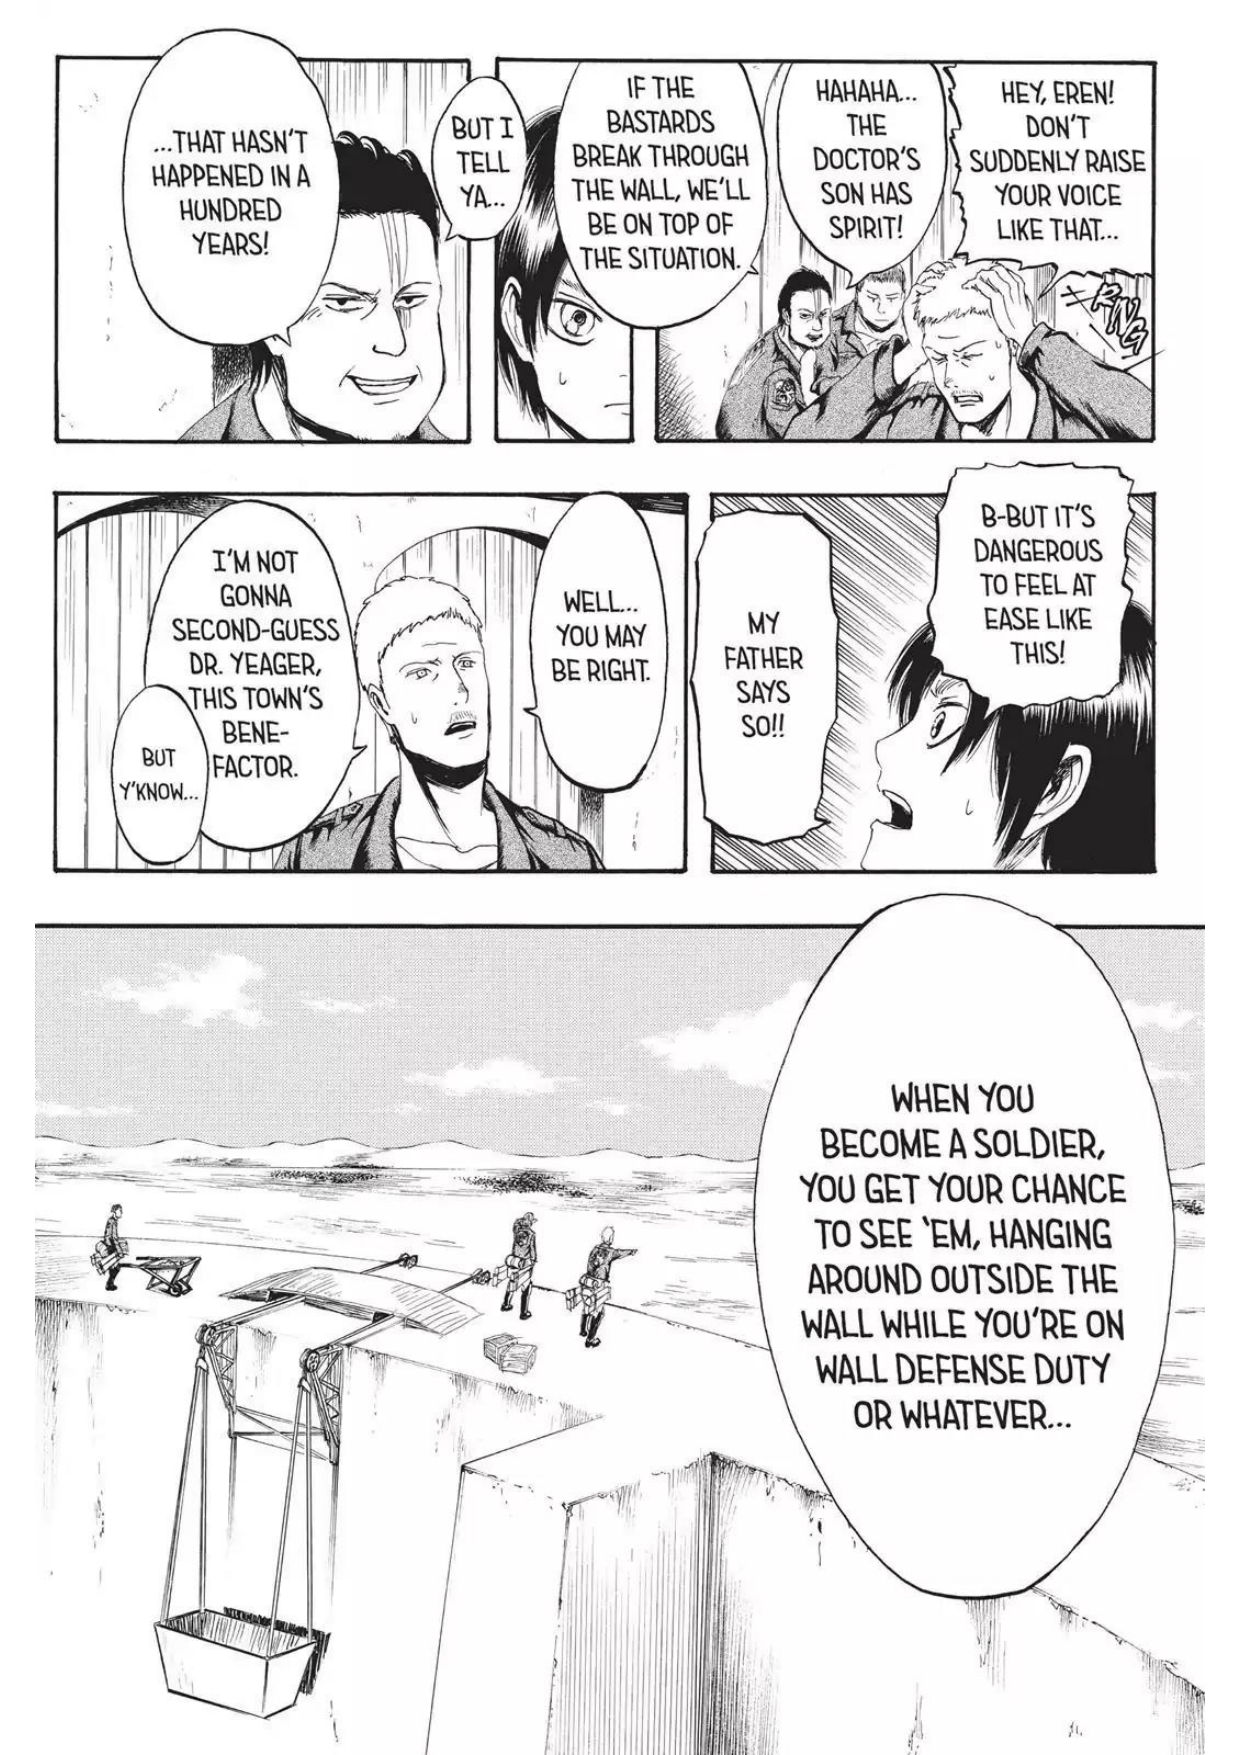 HEY, EREN!
DON'T
SUDDENLY RAISE
YOUR VOICE
LIKE THAT...
RING
HAHAHA...
THE
DOCTOR'S
SON HAS
SPIRIT!
IF THE
BASTARDS
BREAK THROUGH
THE WALL, WE'LL
BE ON TOP OF
THE SITUATION.
BUT I
TELL
YA...
...THAT HASN'T
HAPPENED IN A
HUNDRED
YEARS!
B-BUT IT'S
DANGEROUS
TO FEEL AT
EASE LIKE
THIS!
MY
FATHER
SAYS
SO!!
WELL...
YOU MAY
BE RIGHT.
I'M NOT
GONNA
SECOND-GUESS
DR. YEAGER,
THIS TOWN'S
BENE-
FACTOR.
BUT
Y'KNOW...
WHEN YOU
BECOME A SOLDIER,
YOU GET YOUR CHANCE
TO SEE 'EM, HANGING
AROUND OUTSIDE THE
WALL WHILE YOU'RE ON
WALL DEFENSE DUTY
OR WHATEVER...